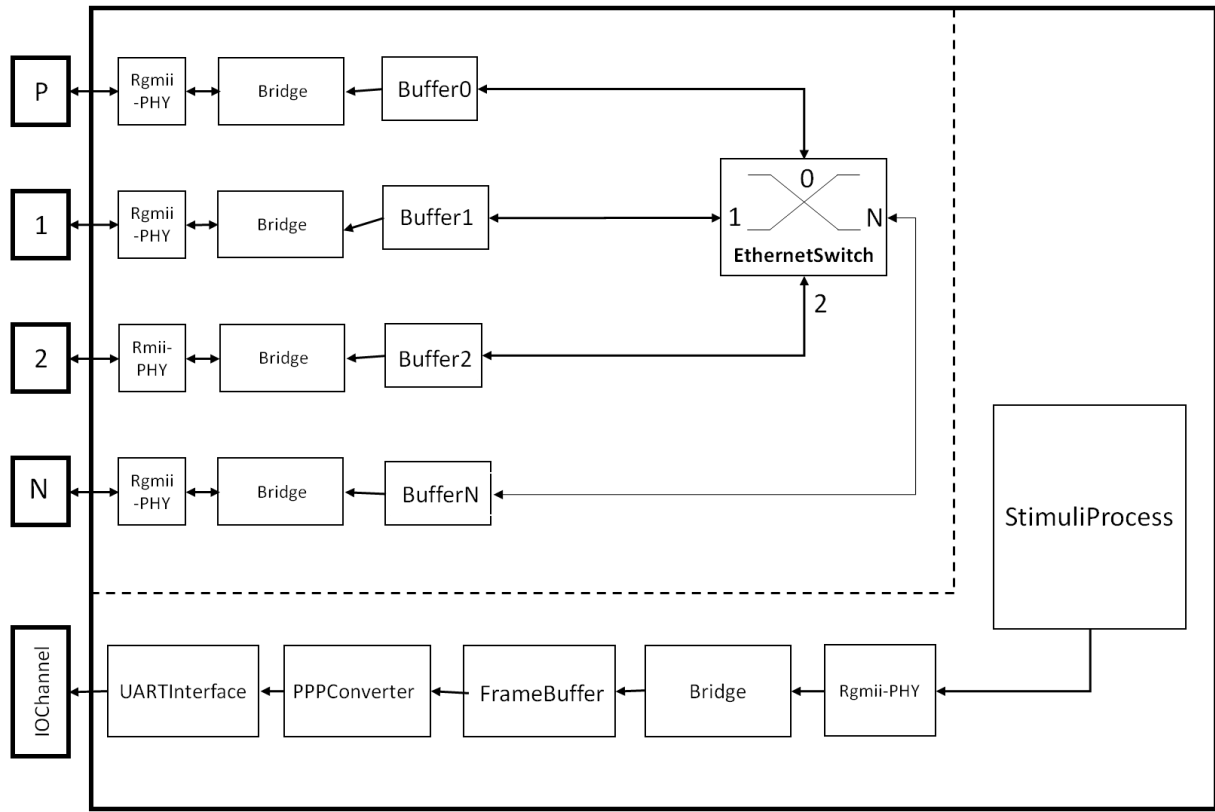 P
Rgmii
-PHY
Bridge
Buffer0
0
1
Rgmii
-PHY
Bridge
Buffer1
1
N
EthernetSwitch
2
2
Rmii-
PHY
Bridge
Buffer2
N
Rgmii
-PHY
Bridge
BufferN
StimuliProcess
IOChannel
UARTInterface
PPPConverter
FrameBuffer
Bridge
Rgmii-PHY